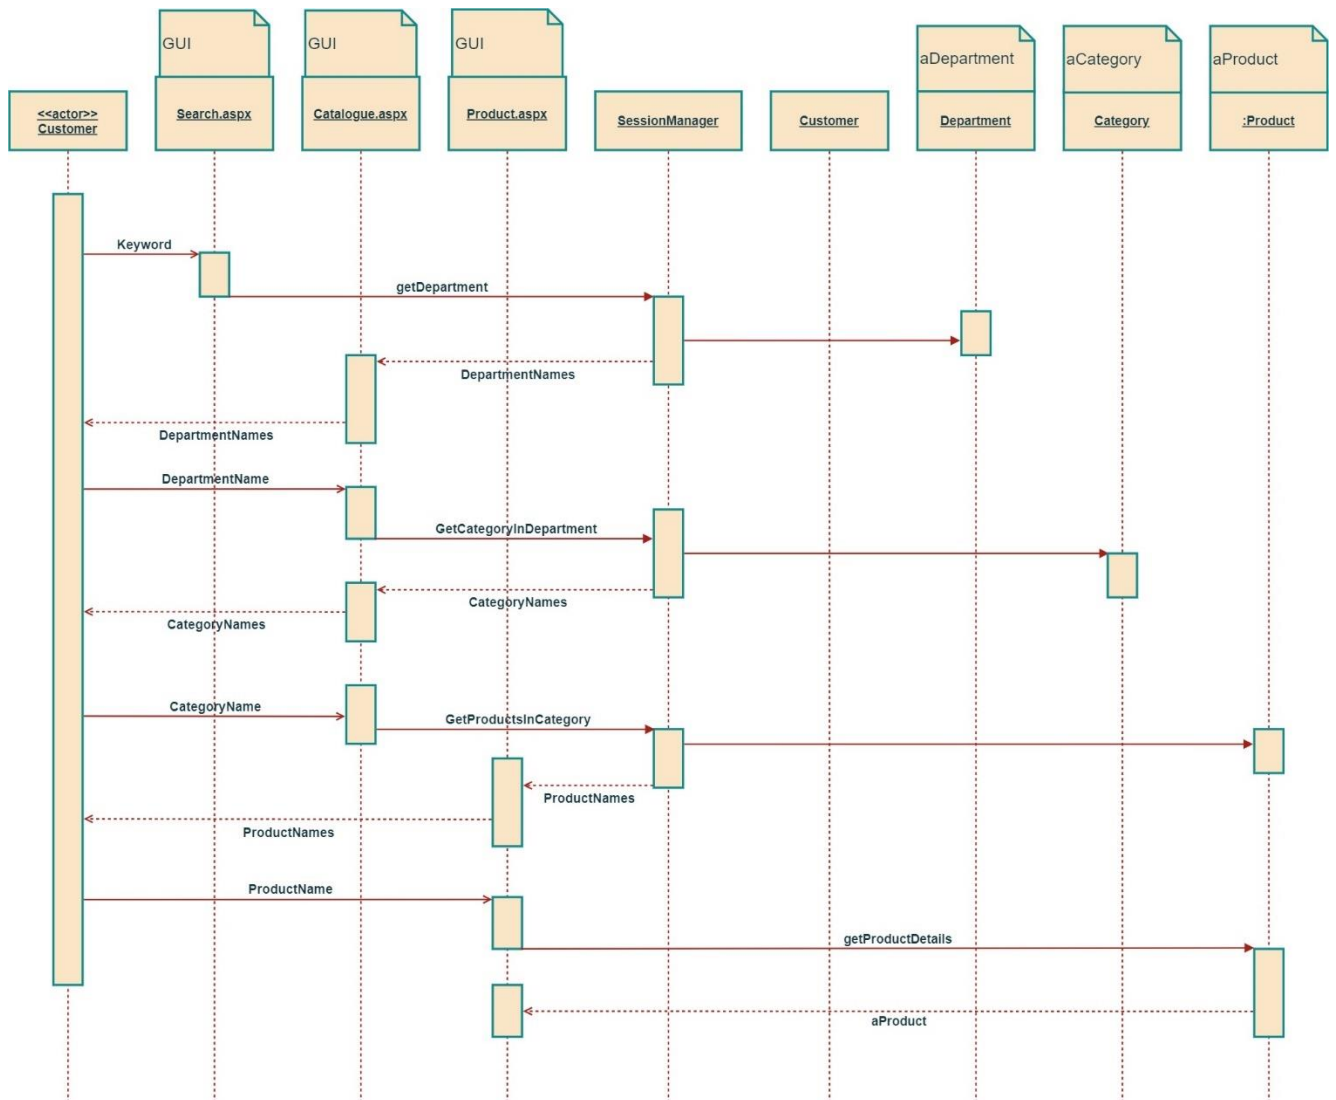 GUI
GUI
GUI
aDepartment
aCategory
aProduct
<<actor>>
Customer
Search.aspx
Catalogue.aspx
Product.aspx
SessionManager
Customer
Department
Category
:Product
Keyword
getDepartment
DepartmentNames
DepartmentNames
DepartmentName
GetCategoryInDepartment
CategoryNames
CategoryNames
CategoryName
GetProductsInCategory
ProductNames
ProductNames
ProductName
getProductDetails
aProduct